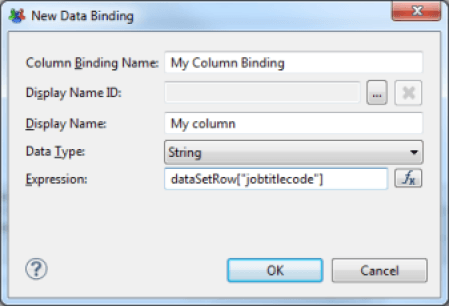 New Data Binding
Column Binding Name: My Column Binding
Display Name ID: ...
Display Name: My column
Data Type: String
Expression: dataSetRow["jobtitlecode"] fx
? OK Cancel